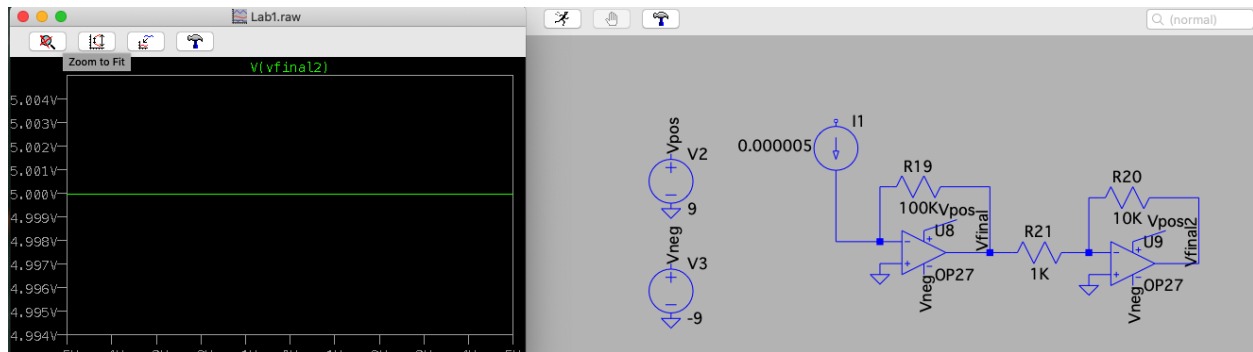 Lab1.raw
(normal)
Zoom to Fit
V(vfinal2)
5.004V
5.003V
5.002V
5.001V
5.000V
4.999V
4.998V
4.997V
4.996V
4.995V
4.994V
Vpos
V2
9
Vneg
V3
-9
I1
0.000005
R19
100K
Vpos
U8
Vneg
OP27
Vfinal
R21
1K
R20
10K
Vpos
U9
Vneg
OP27
Vfinal2